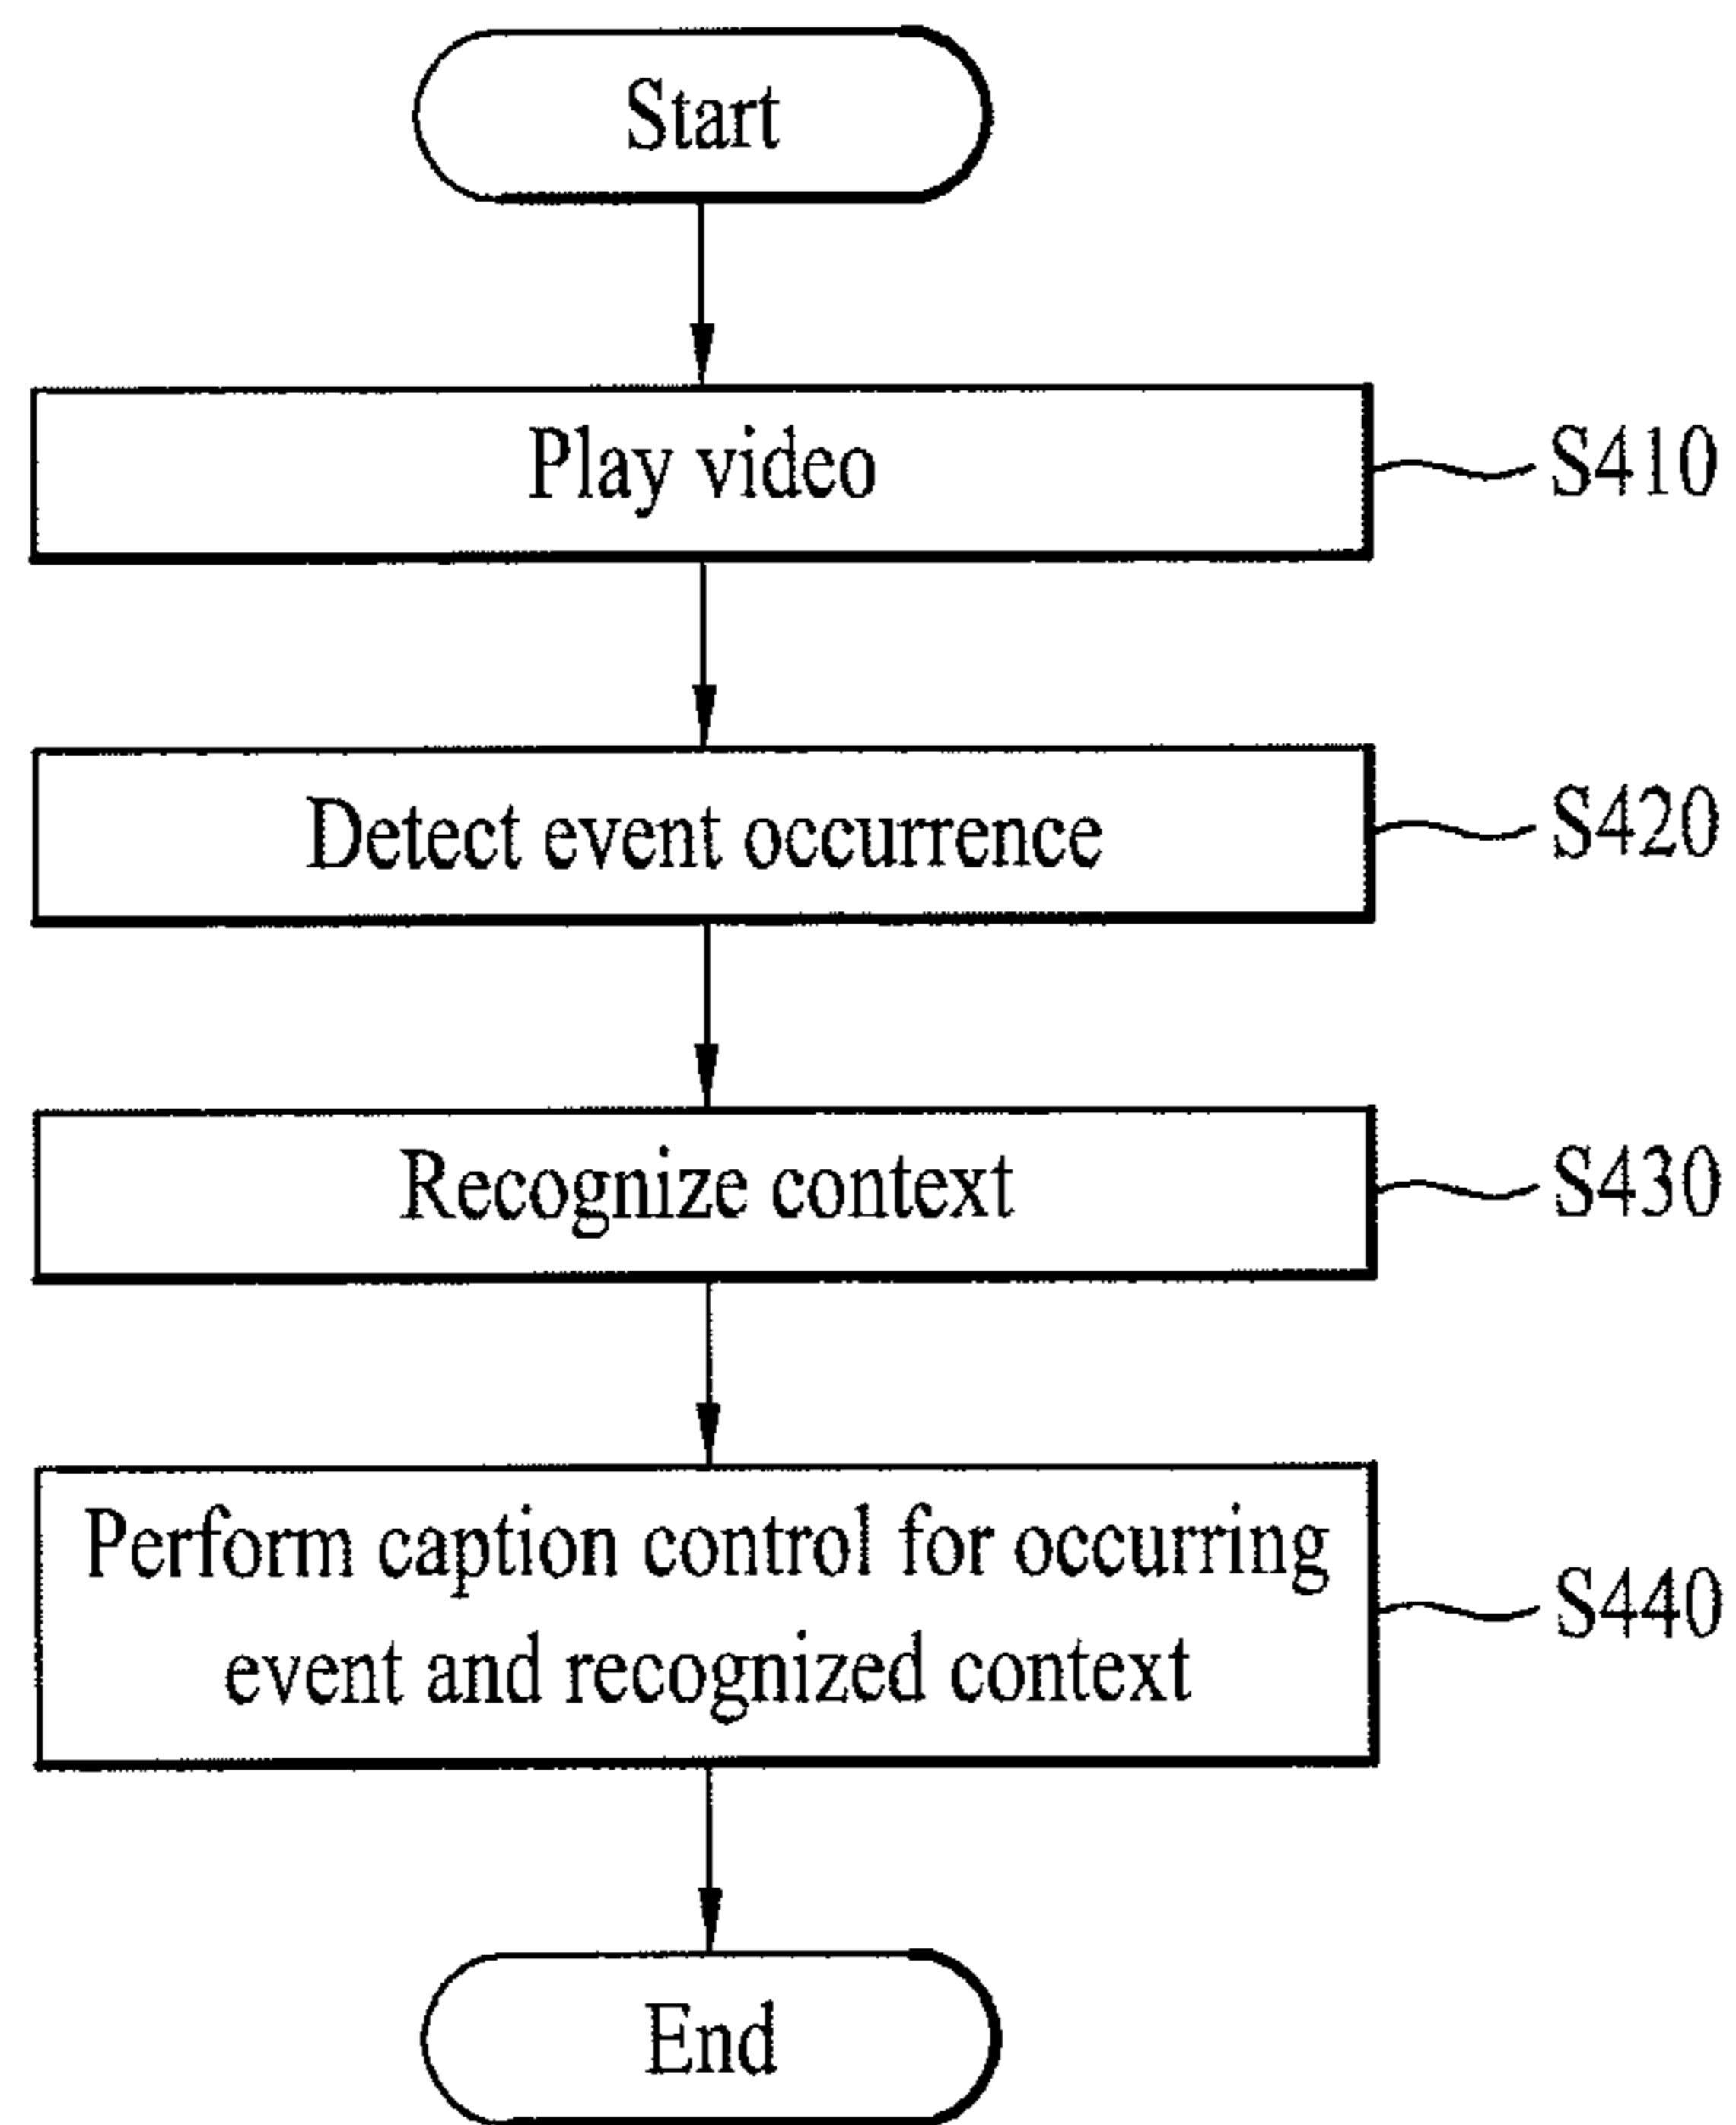 Start
Play video
S410
Detect event occurrence
S420
Recognize context
S430
Perform caption control for occurring
event and recognized context
S440
End